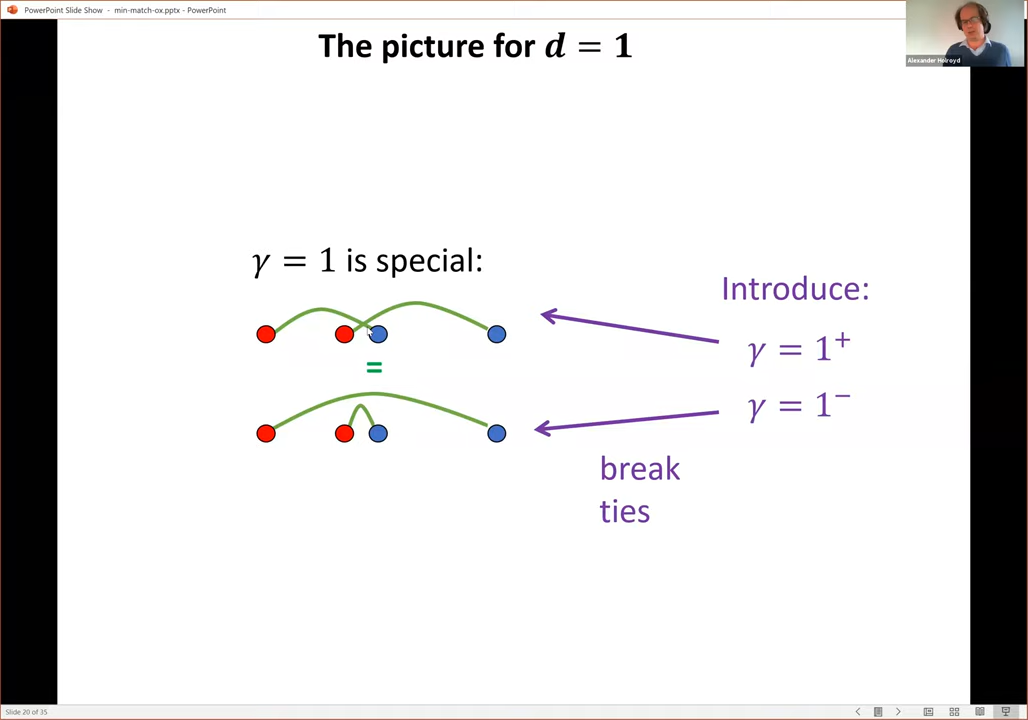 PowerPoint Slide Show - min-match-ox.pptx - PowerPoint
The picture for d = 1
Alexander Holroyd
γ = 1 is special:
Introduce:
γ = 1⁺
=
γ = 1⁻
break
ties
Slide 20 of 35